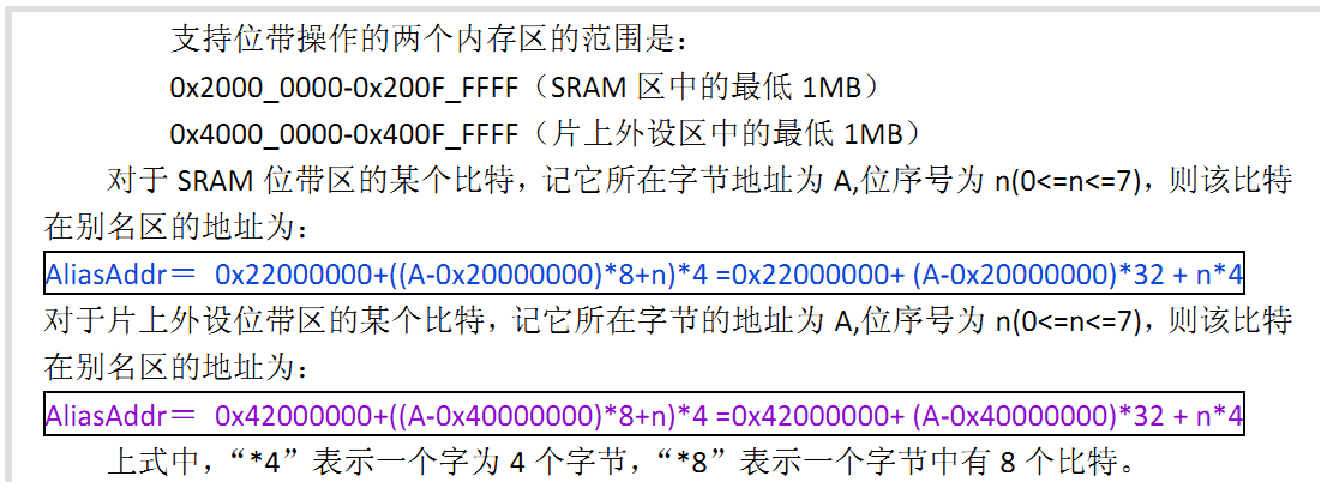 支持位带操作的两个内存区的范围是：
0x2000_0000-0x200F_FFFF（SRAM 区中的最低 1MB）
0x4000_0000-0x400F_FFFF（片上外设区中的最低 1MB）
对于 SRAM 位带区的某个比特，记它所在字节地址为 A,位序号为 n(0<=n<=7)，则该比特
在别名区的地址为：
AliasAddr＝ 0x22000000+((A-0x20000000)*8+n)*4 =0x22000000+ (A-0x20000000)*32 + n*4
对于片上外设位带区的某个比特，记它所在字节的地址为 A,位序号为 n(0<=n<=7)，则该比特
在别名区的地址为：
AliasAddr＝ 0x42000000+((A-0x40000000)*8+n)*4 =0x42000000+ (A-0x40000000)*32 + n*4
上式中，“*4”表示一个字为 4 个字节，“*8”表示一个字节中有 8 个比特。